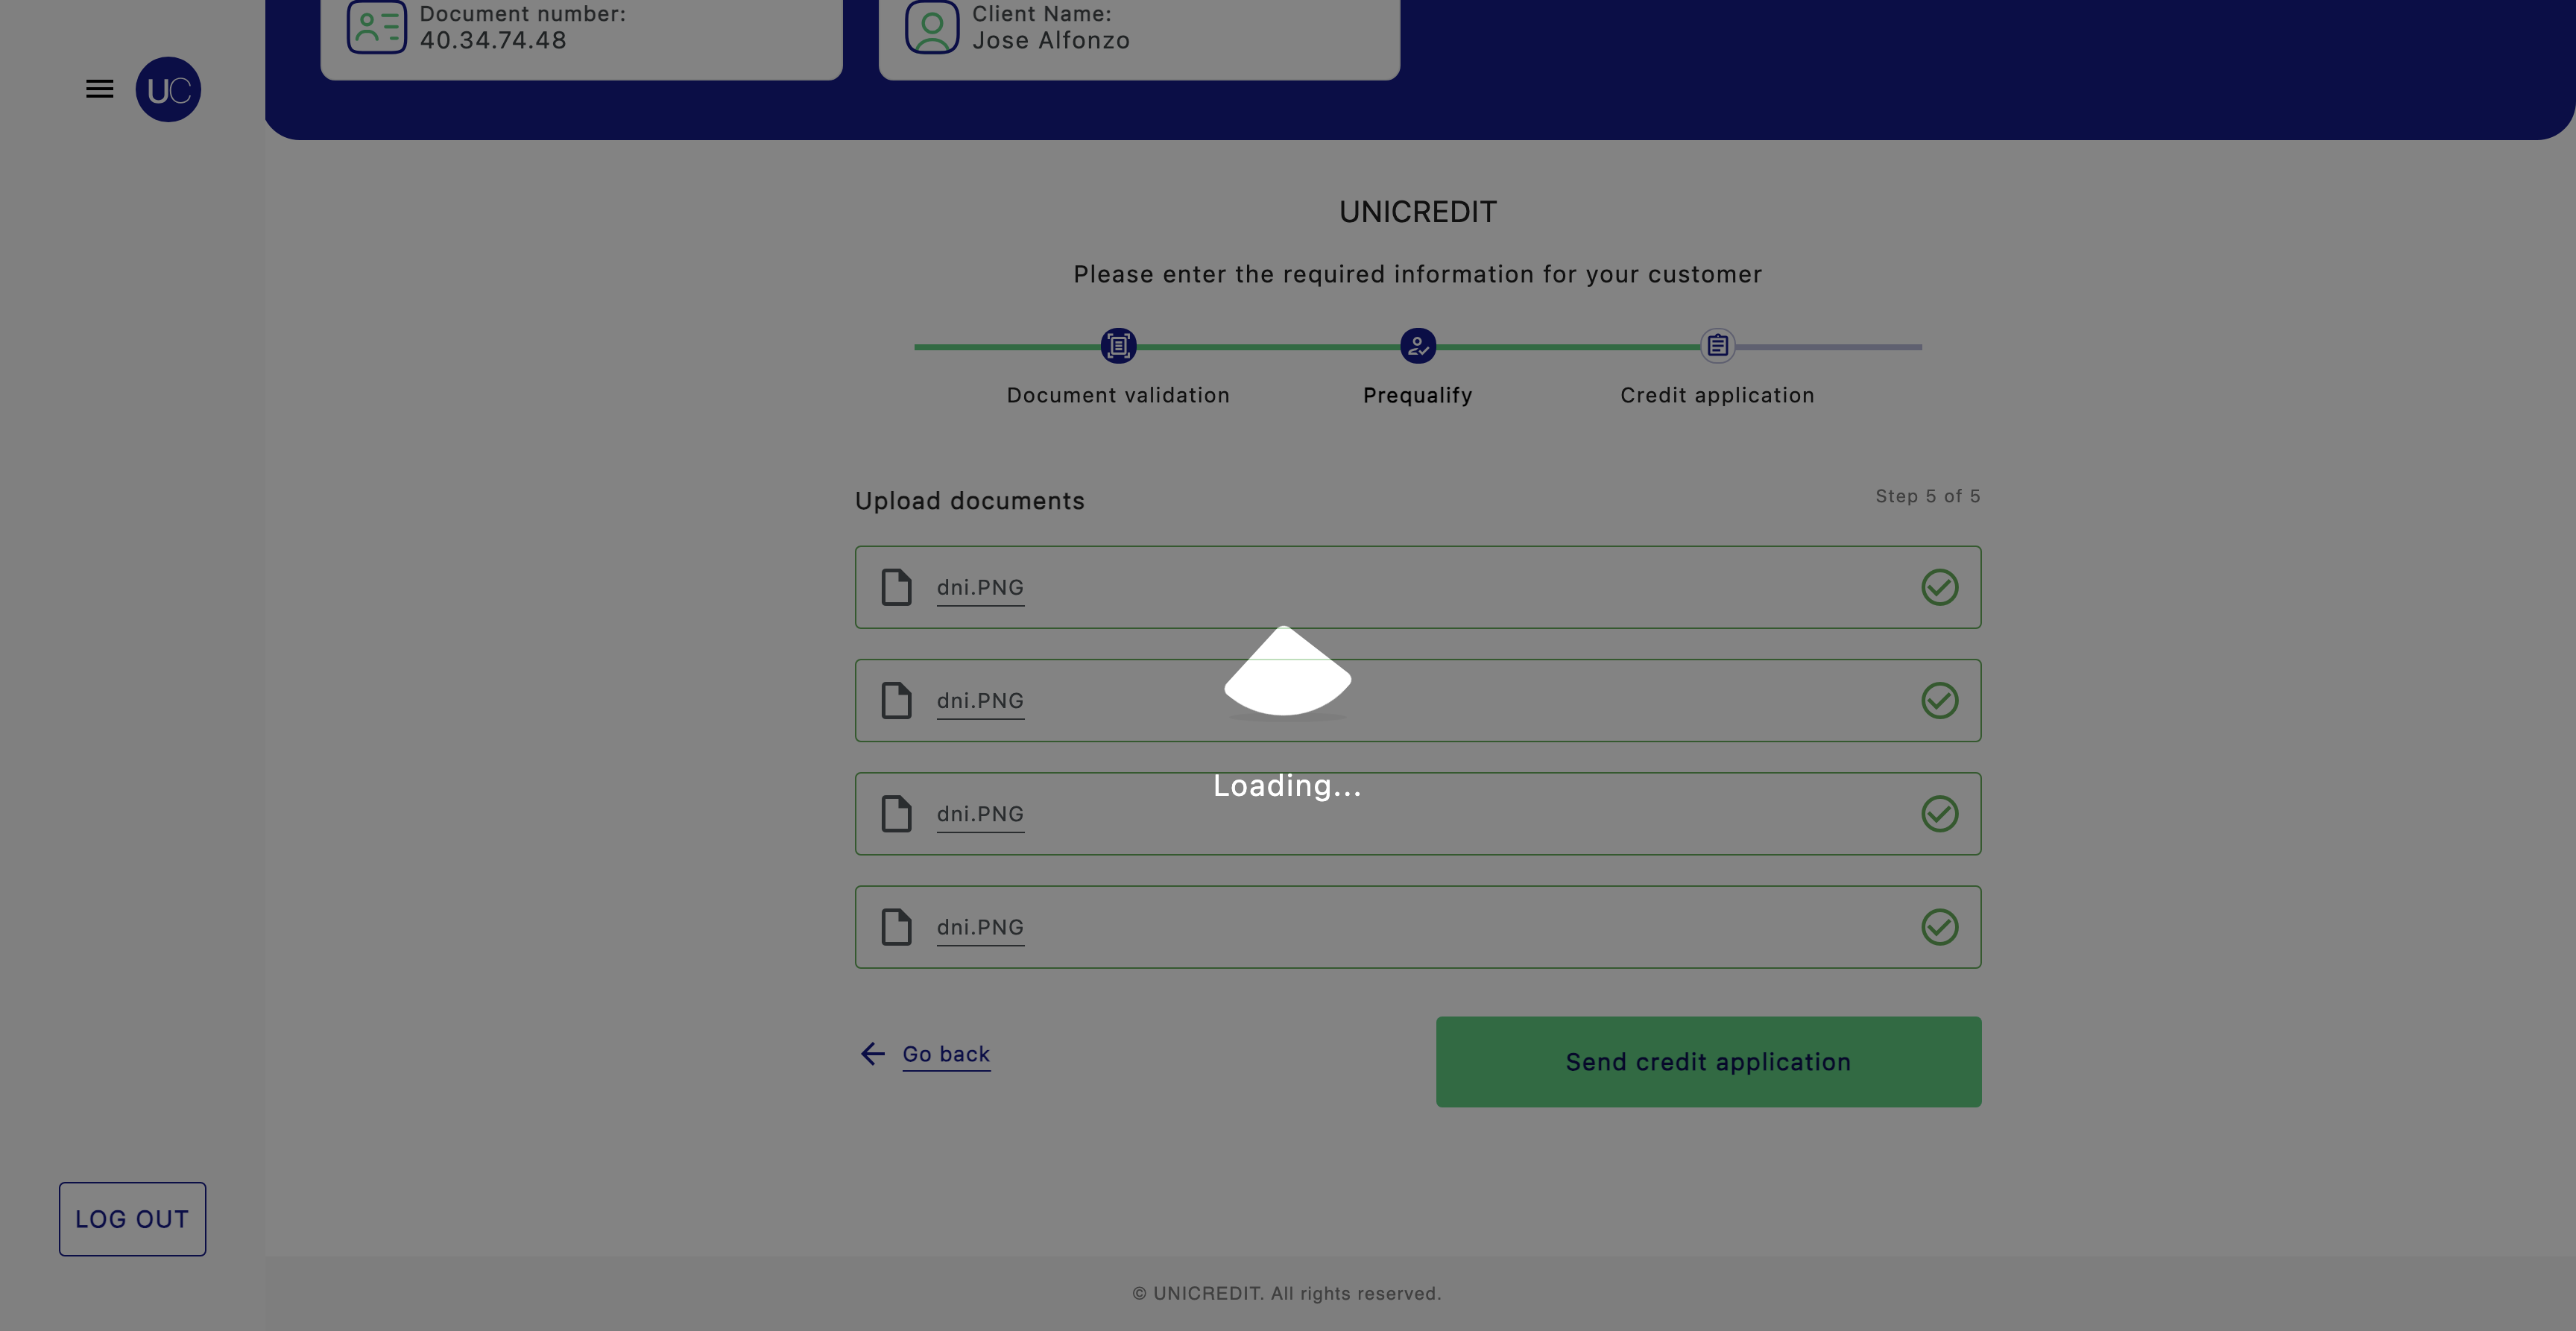 Document number:
40.34.74.48
Client Name:
Jose Alfonzo
UC
UNICREDIT
Please enter the required information for your customer
Document validation
Prequalify
Credit application
Upload documents
Step 5 of 5
dni.PNG
dni.PNG
Loading...
dni.PNG
dni.PNG
Go back
Send credit application
LOG OUT
© UNICREDIT. All rights reserved.